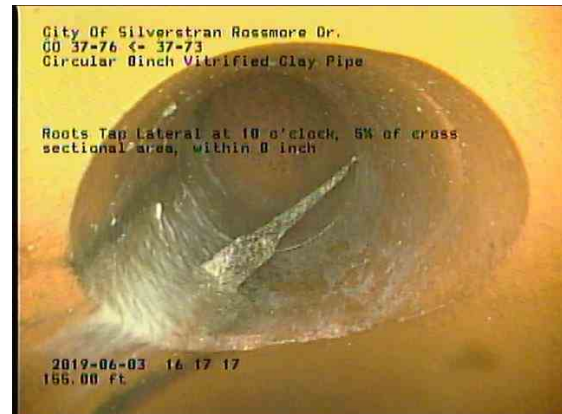 City Of Silverstran Rossmore Dr.
CO 37-76 <- 37-73
Circular 8inch Vitrified Clay Pipe
Roots Tap Lateral at 10 o'clock, 5% of cross
sectional area, within 8 inch
2019-06-03 16 17 17
155.00 ft